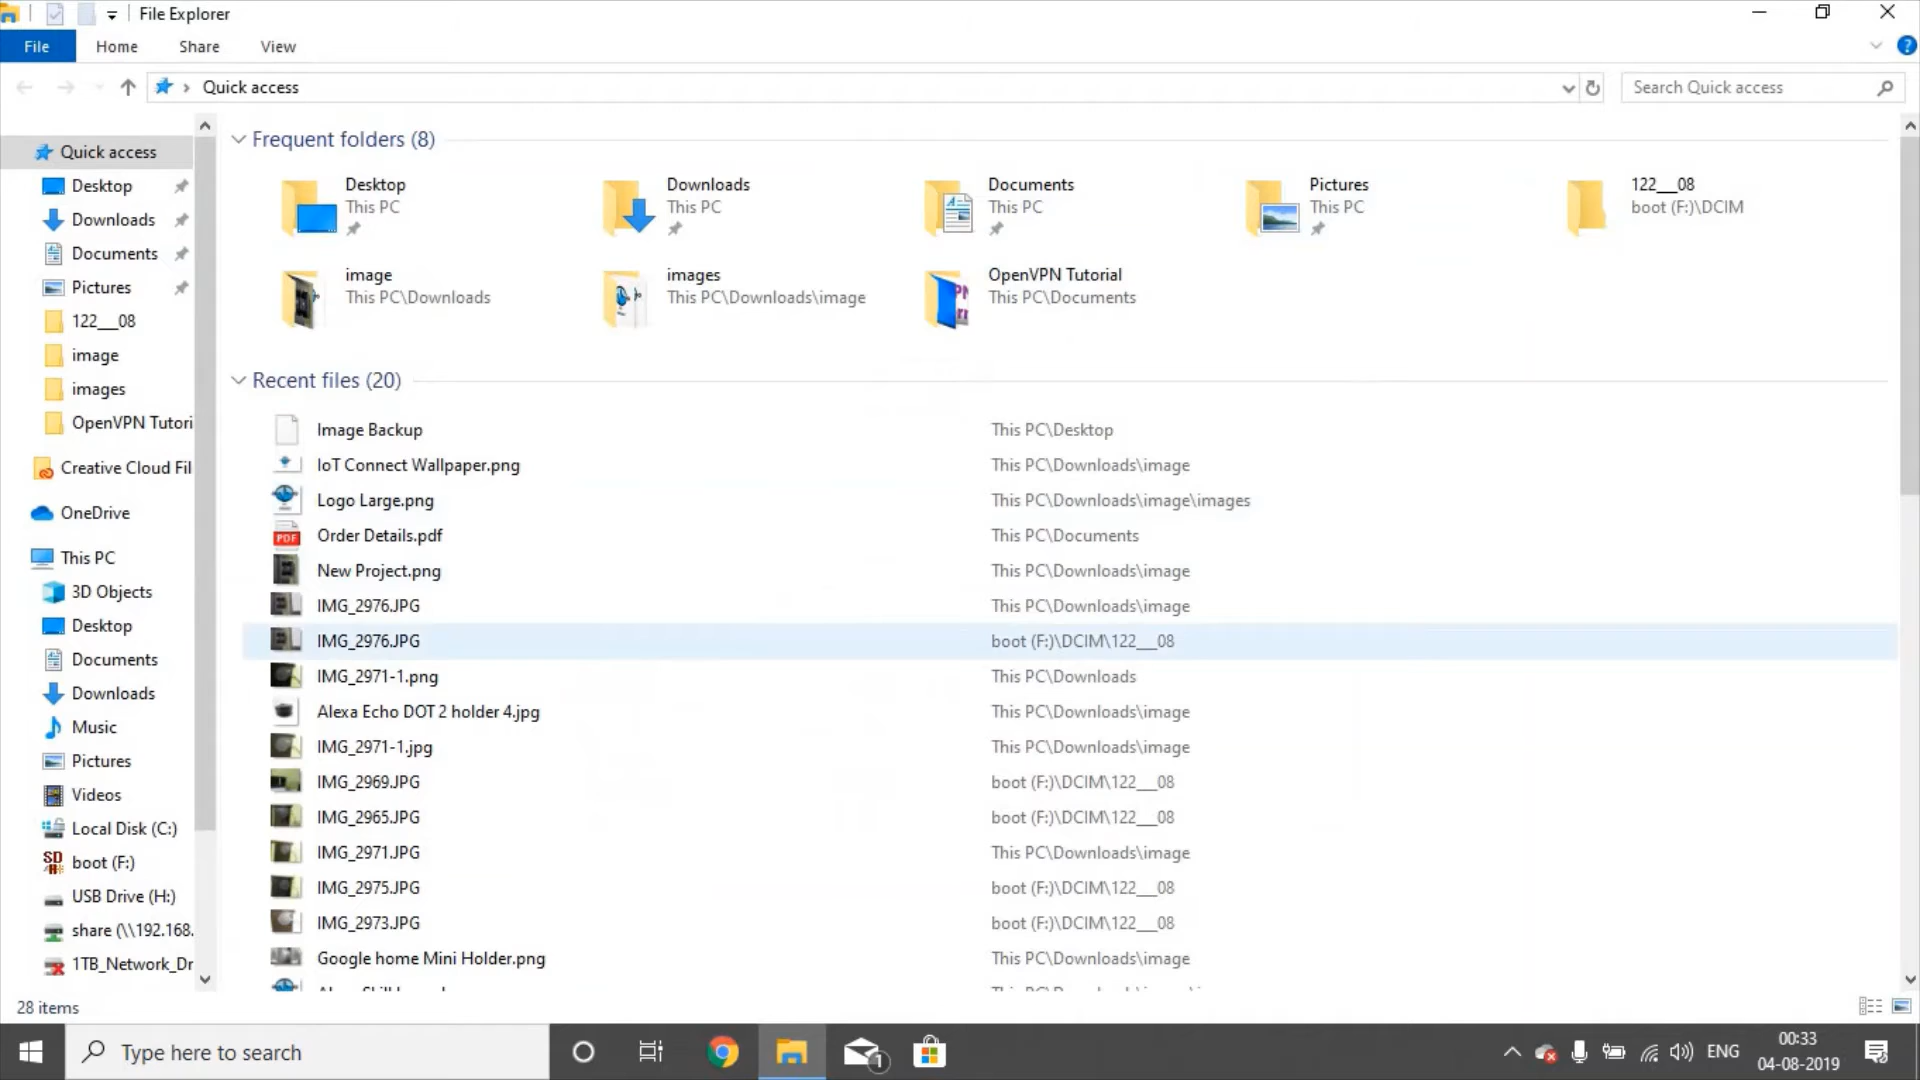 File Explorer
File Home Share View
Quick access
Search Quick access
Quick access
Desktop
Downloads
Documents
Pictures
122___08
image
images
OpenVPN Tutori
Creative Cloud Fil
OneDrive
This PC
3D Objects
Desktop
Documents
Downloads
Music
Pictures
Videos
Local Disk (C:)
boot (F:)
USB Drive (H:)
share (\\192.168.
1TB_Network_Dr
Frequent folders (8)
Desktop
This PC
Downloads
This PC
Documents
This PC
Pictures
This PC
122___08
boot (F:)\DCIM
image
This PC\Downloads
images
This PC\Downloads\image
OpenVPN Tutorial
This PC\Documents
Recent files (20)
Image Backup This PC\Desktop
IoT Connect Wallpaper.png This PC\Downloads\image
Logo Large.png This PC\Downloads\image\images
Order Details.pdf This PC\Documents
New Project.png This PC\Downloads\image
IMG_2976.JPG This PC\Downloads\image
IMG_2976.JPG boot (F:)\DCIM\122___08
IMG_2971-1.png This PC\Downloads
Alexa Echo DOT 2 holder 4.jpg This PC\Downloads\image
IMG_2971-1.jpg This PC\Downloads\image
IMG_2969.JPG boot (F:)\DCIM\122___08
IMG_2965.JPG boot (F:)\DCIM\122___08
IMG_2971.JPG This PC\Downloads\image
IMG_2975.JPG boot (F:)\DCIM\122___08
IMG_2973.JPG boot (F:)\DCIM\122___08
Google home Mini Holder.png This PC\Downloads\image
28 items
Type here to search
1
ENG
00:33
04-08-2019